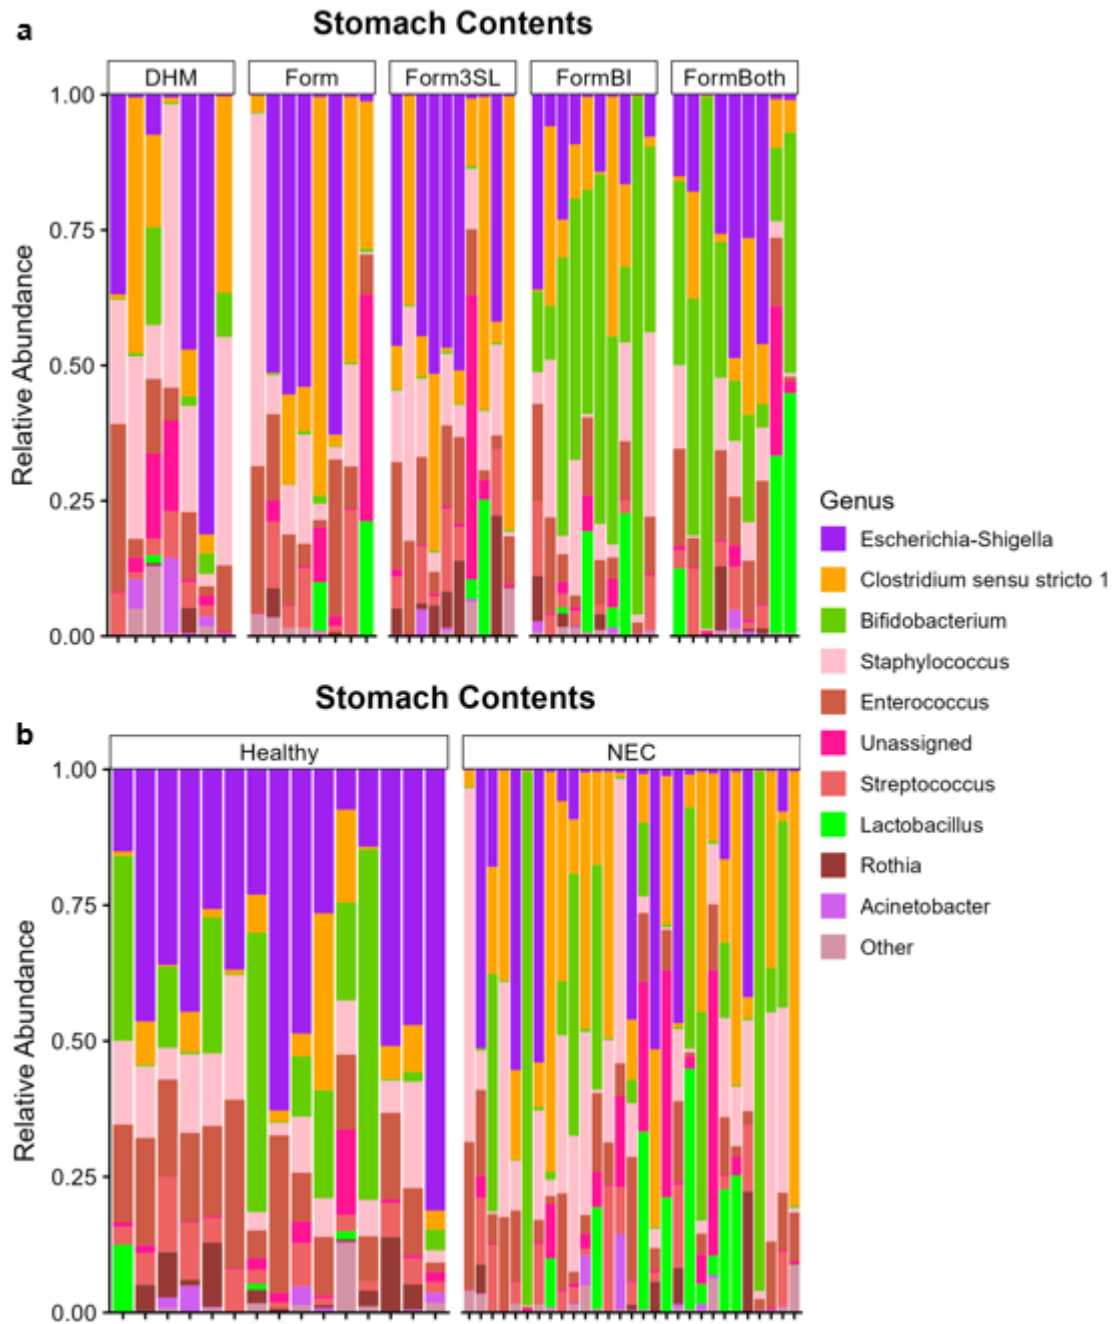 a
Stomach Contents
DHM Form Form3SL FormBI FormBoth
1.00
0.75
0.50
0.25
0.00
Relative Abundance
Genus
Escherichia-Shigella
Clostridium sensu stricto 1
Bifidobacterium
Staphylococcus
Enterococcus
Unassigned
Streptococcus
Lactobacillus
Rothia
Acinetobacter
Other
b
Stomach Contents
Healthy NEC
1.00
0.75
0.50
0.25
0.00
Relative Abundance